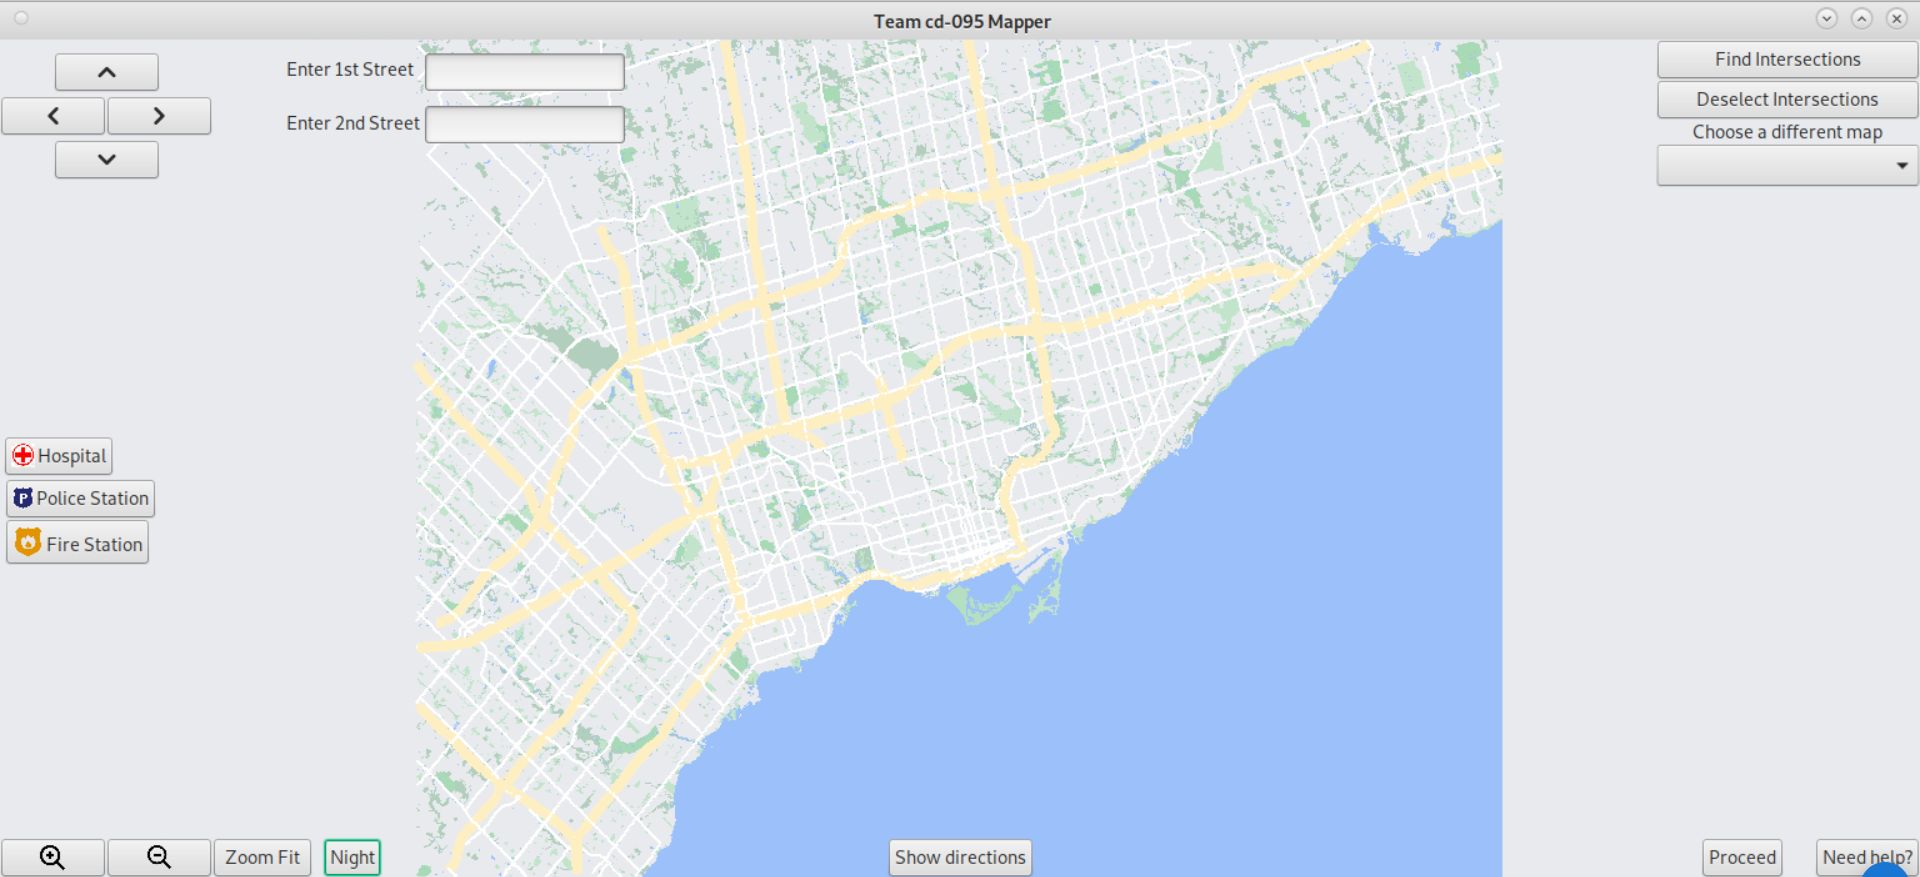 Team cd-095 Mapper
Enter 1st Street
Enter 2nd Street
Find Intersections
Deselect Intersections
Choose a different map
Hospital
P Police Station
Fire Station
Zoom Fit
Night
Show directions
Proceed
Need help?